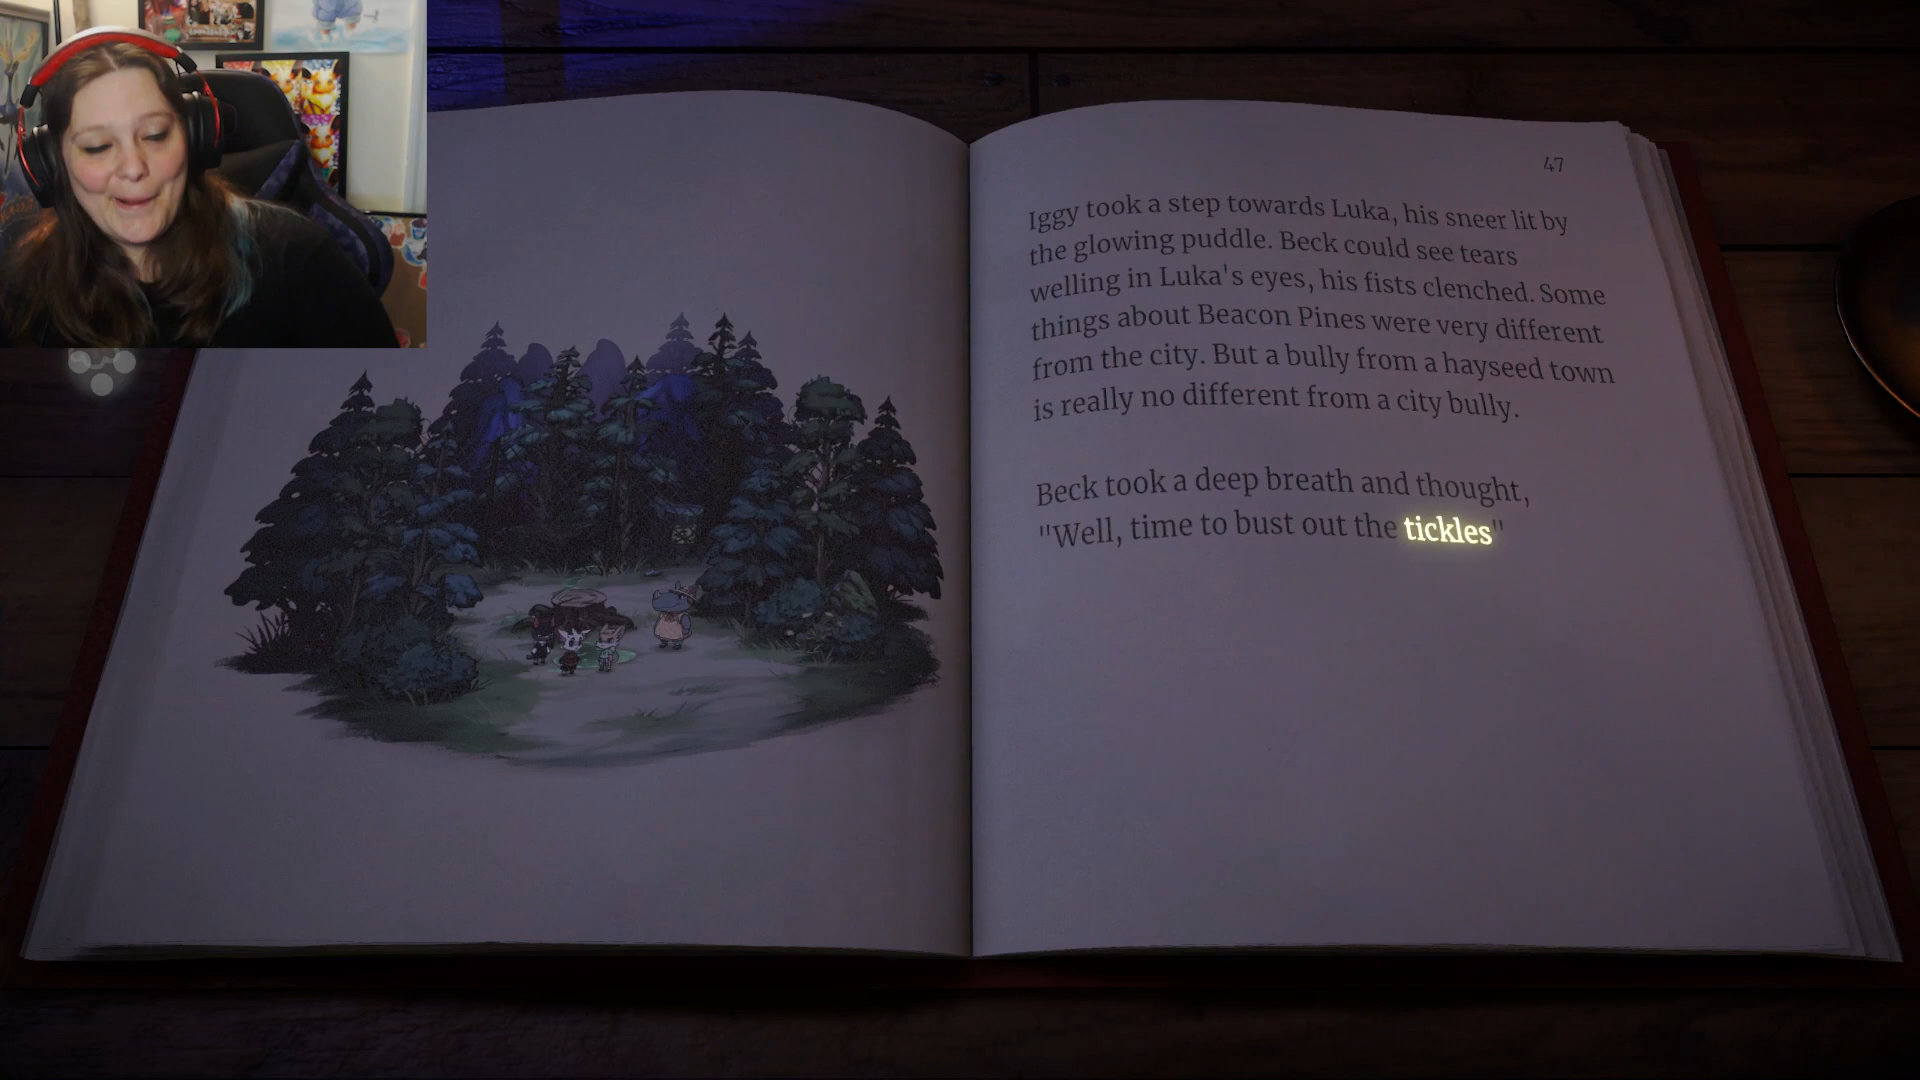 47
Iggy took a step towards Luka, his sneer lit by
the glowing puddle. Beck could see tears
welling in Luka's eyes, his fists clenched. Some
things about Beacon Pines were very different
from the city. But a bully from a hayseed town
is really no different from a city bully.
Beck took a deep breath and thought,
"Well, time to bust out the tickles"